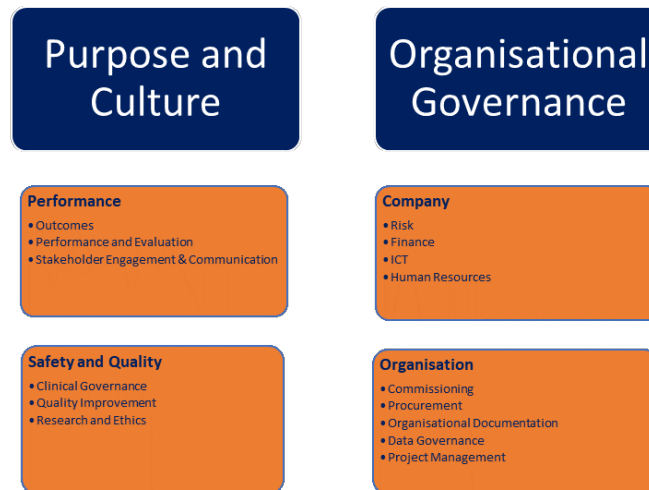 Purpose and
Culture
Performance
• Outcomes
• Performance and Evaluation
• Stakeholder Engagement & Communication
Safety and Quality
• Clinical Governance
• Quality Improvement
• Research and Ethics
Organisational
Governance
Company
• Risk
• Finance
• ICT
• Human Resources
Organisation
• Commissioning
• Procurement
• Organisational Documentation
• Data Governance
• Project Management